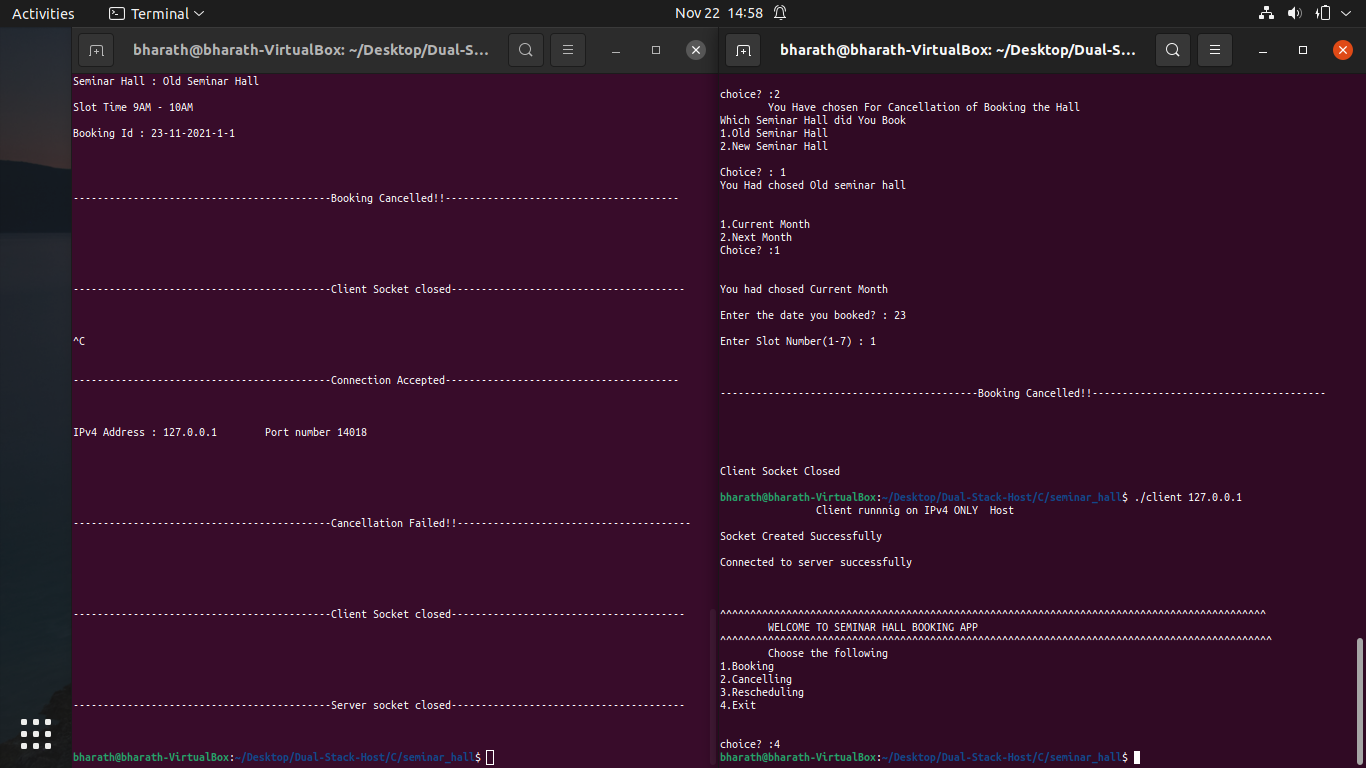 Activities
Terminal
Nov 22 14:58
bharath@bharath-VirtualBox: ~/Desktop/Dual-S...
Seminar Hall : Old Seminar Hall
Slot Time 9AM - 10AM
Booking Id : 23-11-2021-1-1
-------------------------------------------Booking Cancelled!!---------------------------------------
-------------------------------------------Client Socket closed---------------------------------------
^C
-------------------------------------------Connection Accepted---------------------------------------
IPv4 Address : 127.0.0.1        Port number 14018
-------------------------------------------Cancellation Failed!!---------------------------------------
-------------------------------------------Client Socket closed---------------------------------------
-------------------------------------------Server socket closed---------------------------------------
bharath@bharath-VirtualBox:~/Desktop/Dual-Stack-Host/C/seminar_hall$
bharath@bharath-VirtualBox: ~/Desktop/Dual-S...
choice? :2
        You Have chosen For Cancellation of Booking the Hall
Which Seminar Hall did You Book
1.Old Seminar Hall
2.New Seminar Hall
Choice? : 1
You Had chosed Old seminar hall
1.Current Month
2.Next Month
Choice? :1
You had chosed Current Month
Enter the date you booked? : 23
Enter Slot Number(1-7) : 1
-------------------------------------------Booking Cancelled!!---------------------------------------
Client Socket Closed
bharath@bharath-VirtualBox:~/Desktop/Dual-Stack-Host/C/seminar_hall$ ./client 127.0.0.1
                Client runnnig on IPv4 ONLY  Host
Socket Created Successfully
Connected to server successfully
^^^^^^^^^^^^^^^^^^^^^^^^^^^^^^^^^^^^^^^^^^^^^^^^^^^^^^^^^^^^^^^^^^^^^^^^^^^^^^^^^^^^^^^^^^^
        WELCOME TO SEMINAR HALL BOOKING APP
^^^^^^^^^^^^^^^^^^^^^^^^^^^^^^^^^^^^^^^^^^^^^^^^^^^^^^^^^^^^^^^^^^^^^^^^^^^^^^^^^^^^^^^^^^^^
        Choose the following
1.Booking
2.Cancelling
3.Rescheduling
4.Exit
choice? :4
bharath@bharath-VirtualBox:~/Desktop/Dual-Stack-Host/C/seminar_hall$